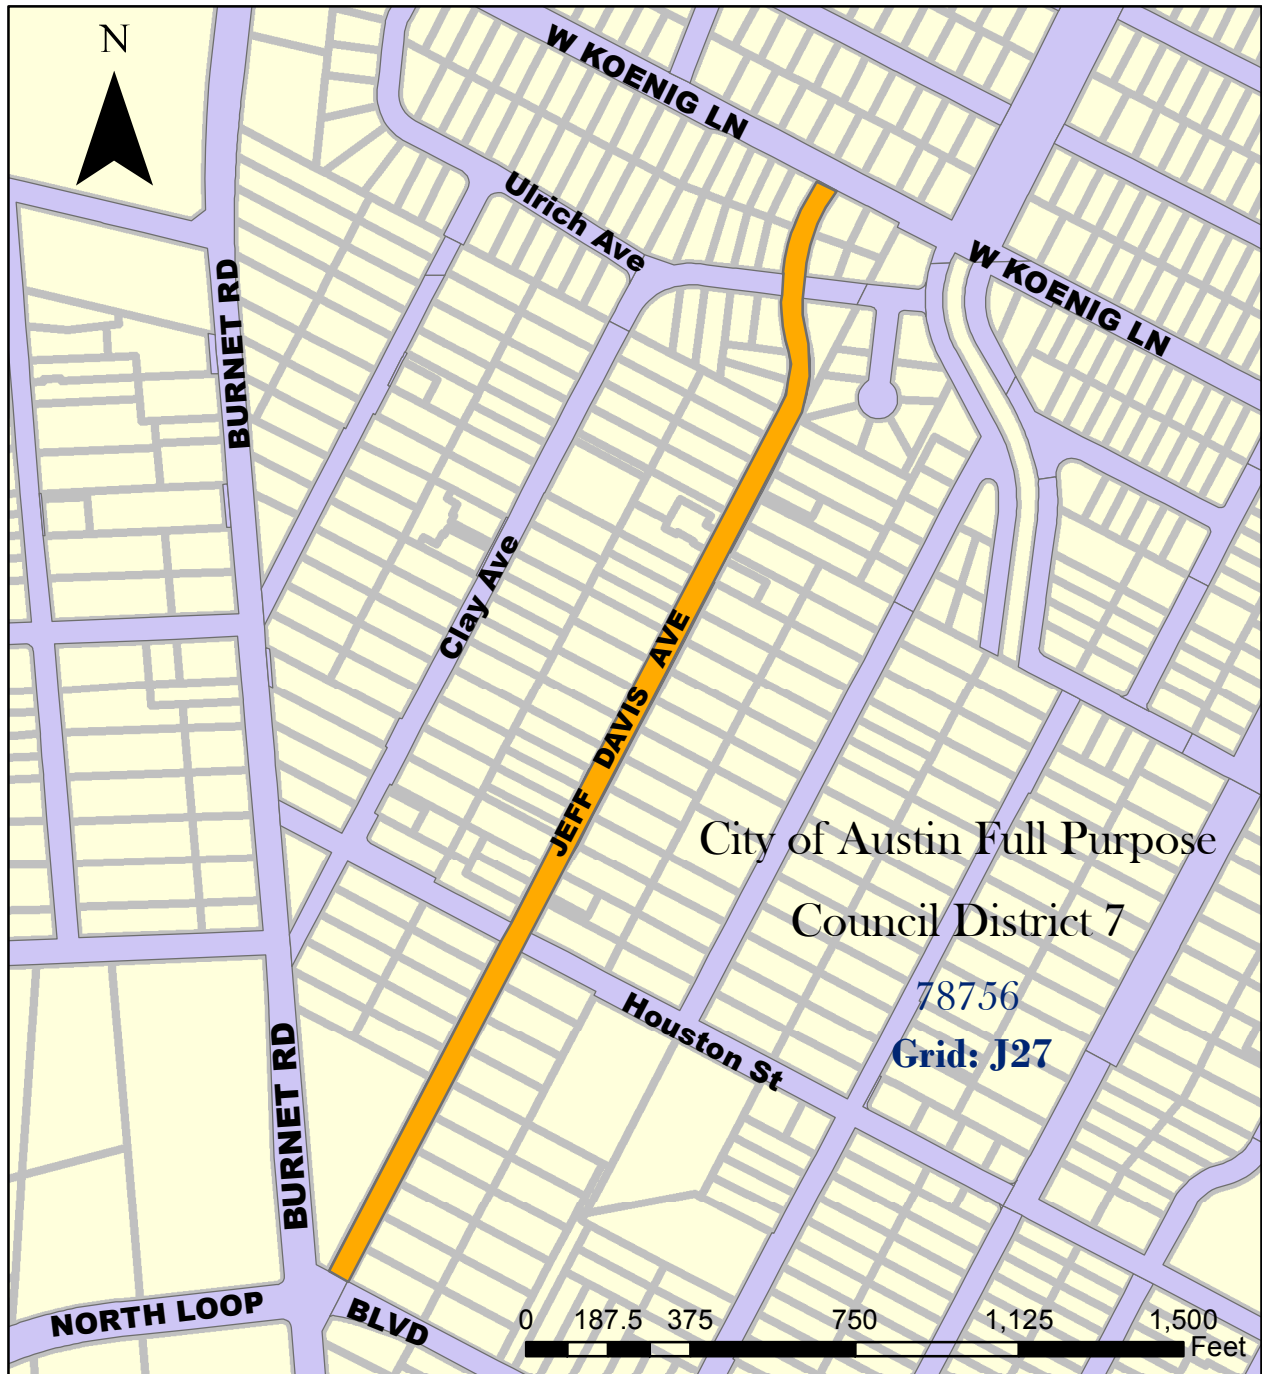 N
W KOENIG LN
Ulrich Ave
W KOENIG LN
BURNET RD
Clay Ave
JEFF DAVIS AVE
City of Austin Full Purpose
Council District 7
78756
Grid: J27
Houston St
BURNET RD
NORTH LOOP BLVD
0 187.5 375 750 1,125 1,500
Feet